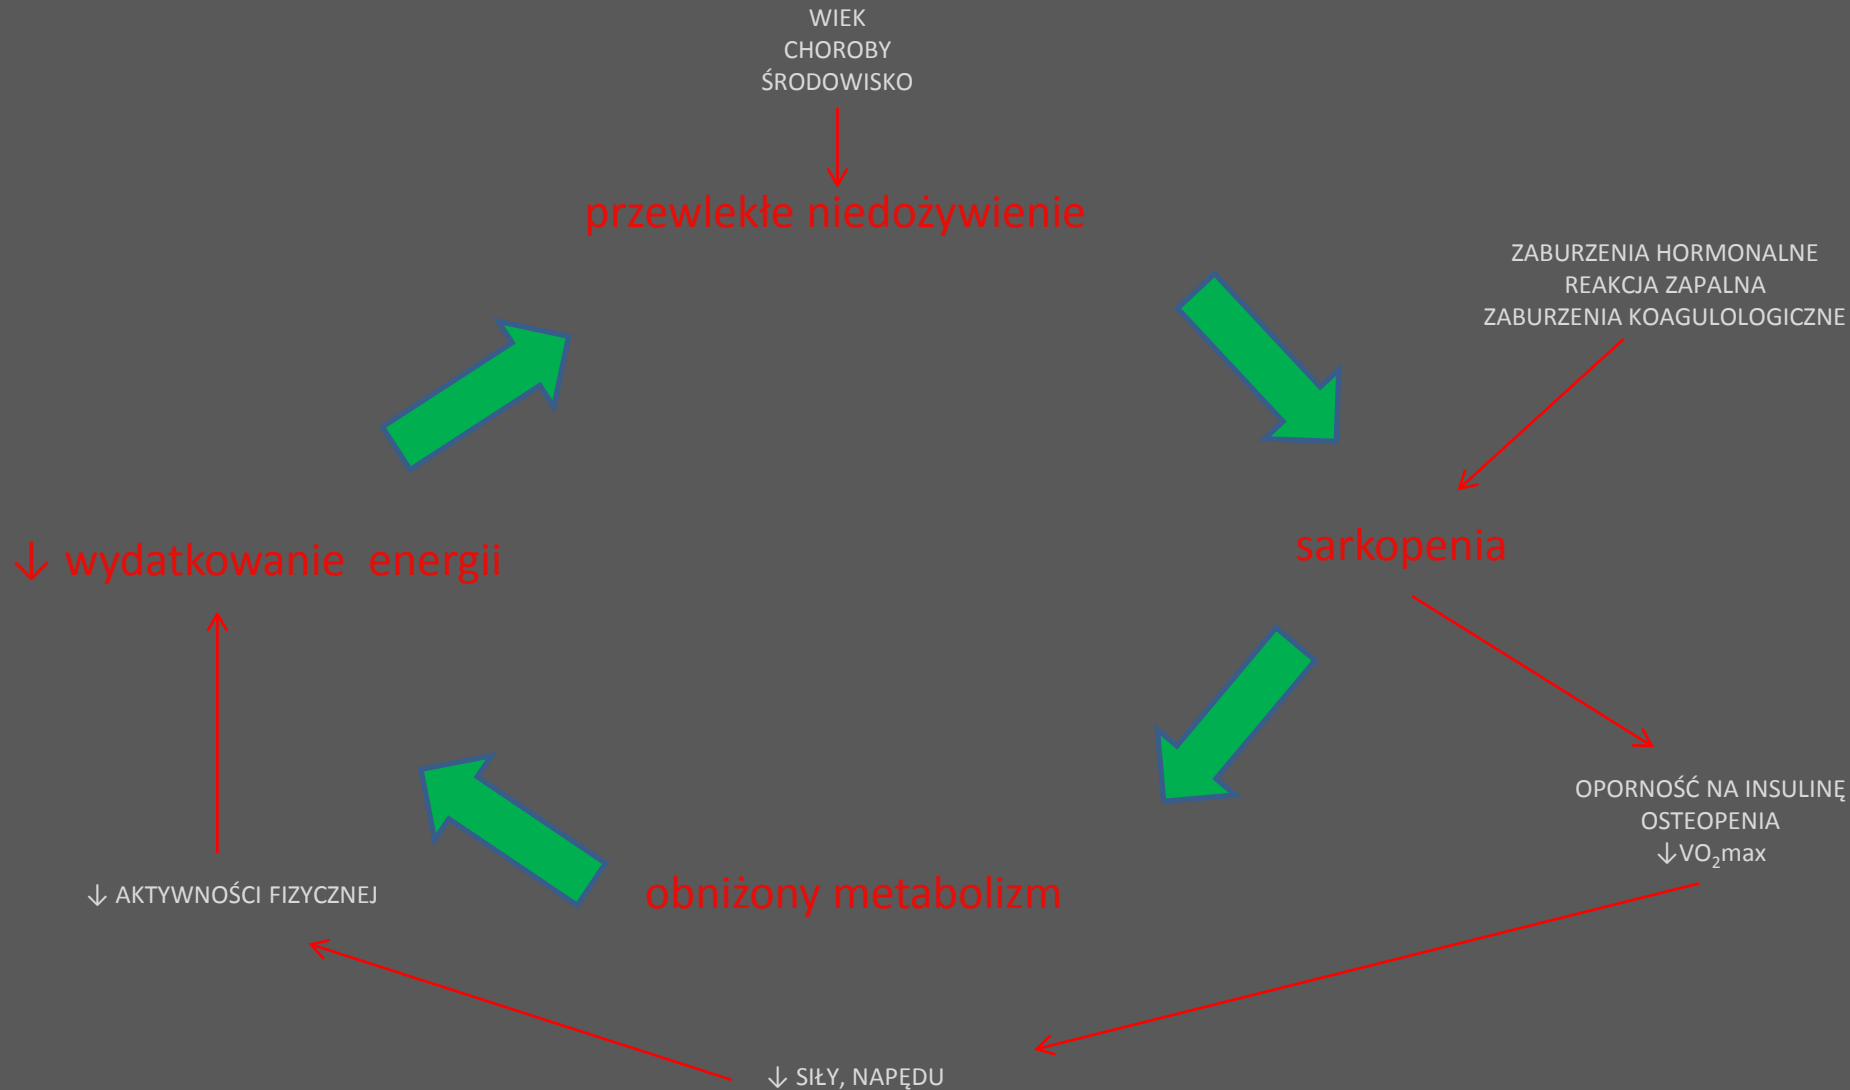 WIEK
CHOROBY
ŚRODOWISKO
przewlekłe niedożywienie
ZABURZENIA HORMONALNE
REAKCJA ZAPALNA
ZABURZENIA KOAGULOLOGICZNE
sarkopenia
↓ wydatkowanie energii
OPORNOŚĆ NA INSULINĘ
OSTEOPENIA
↓VO₂max
obniżony metabolizm
↓ AKTYWNOŚCI FIZYCZNEJ
↓ SIŁY, NAPĘDU